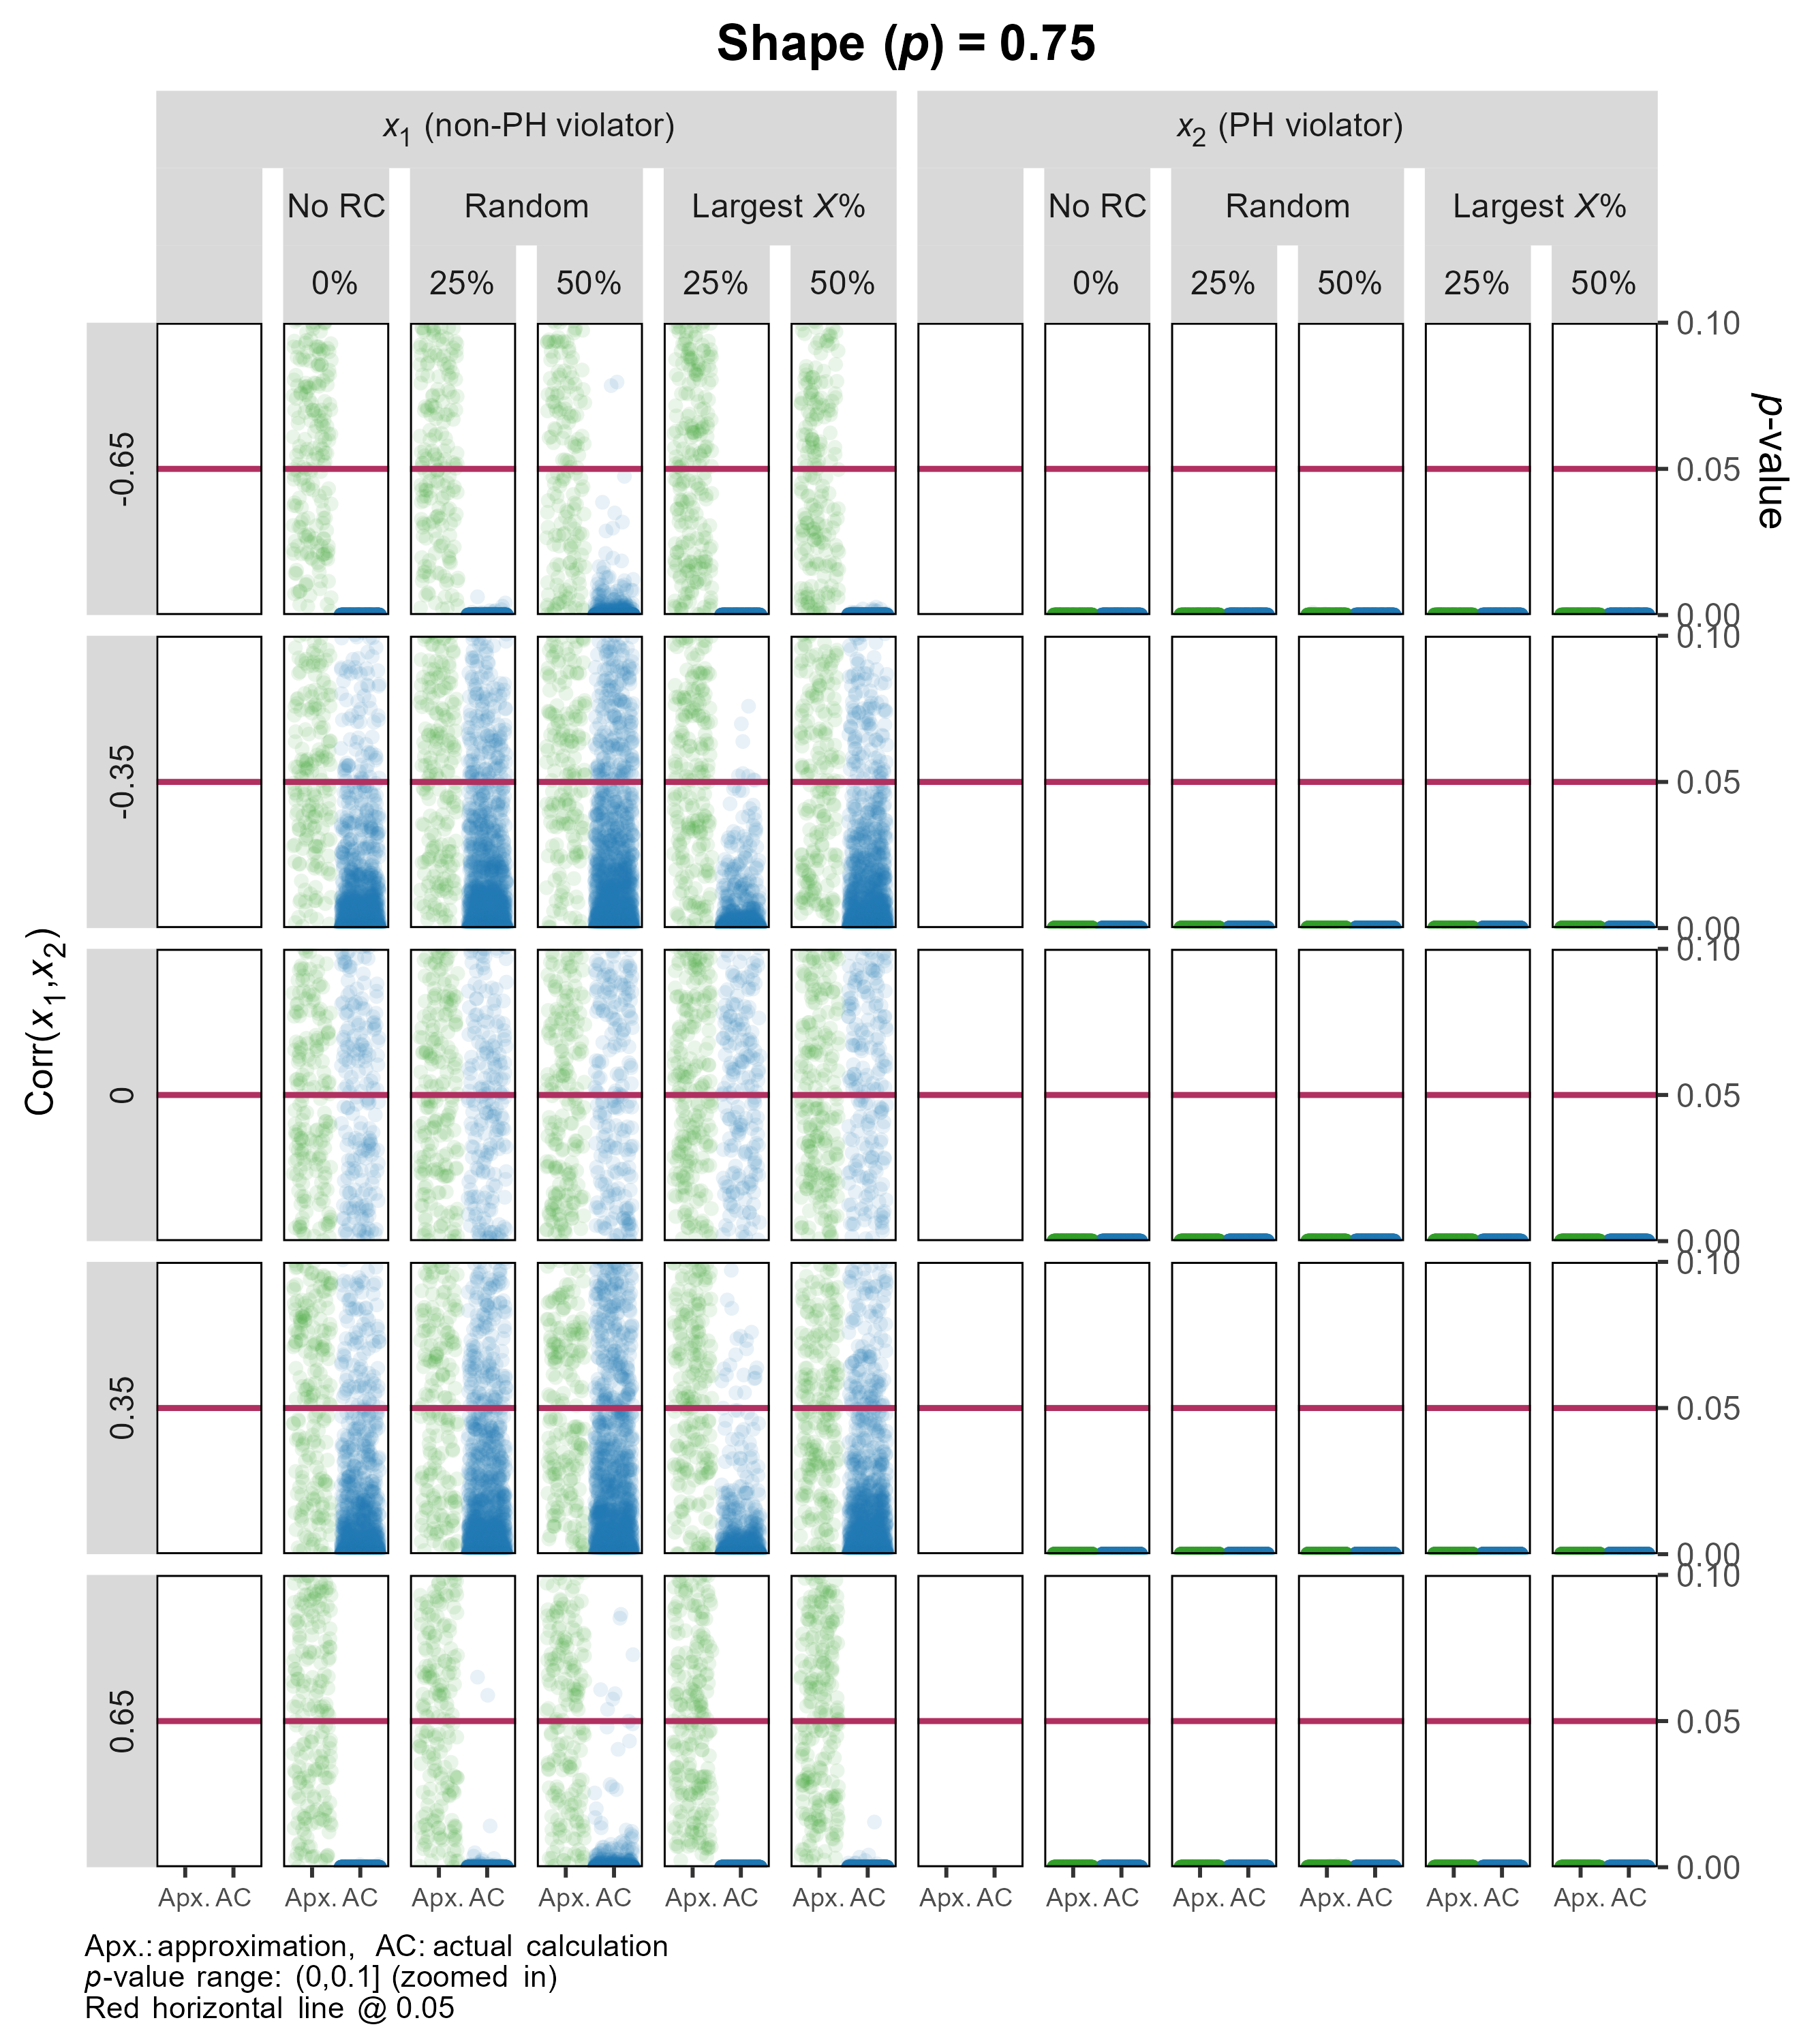 Shape (p) = 0.75
x1 (non-PH violator) x2 (PH violator)
No RC Random Largest X% No RC Random Largest X%
0% 25% 50% 25% 50% 0% 25% 50% 25% 50%
Corr(x1,x2)
p-value
-0.65
0.10
0.05
0.00
-0.35
0.10
0.05
0.00
0
0.10
0.05
0.00
0.35
0.10
0.05
0.00
0.65
0.10
0.05
0.00
Apx. AC Apx. AC Apx. AC Apx. AC Apx. AC Apx. AC Apx. AC Apx. AC Apx. AC Apx. AC Apx. AC Apx. AC
Apx.: approximation, AC: actual calculation
p-value range: (0,0.1] (zoomed in)
Red horizontal line @ 0.05